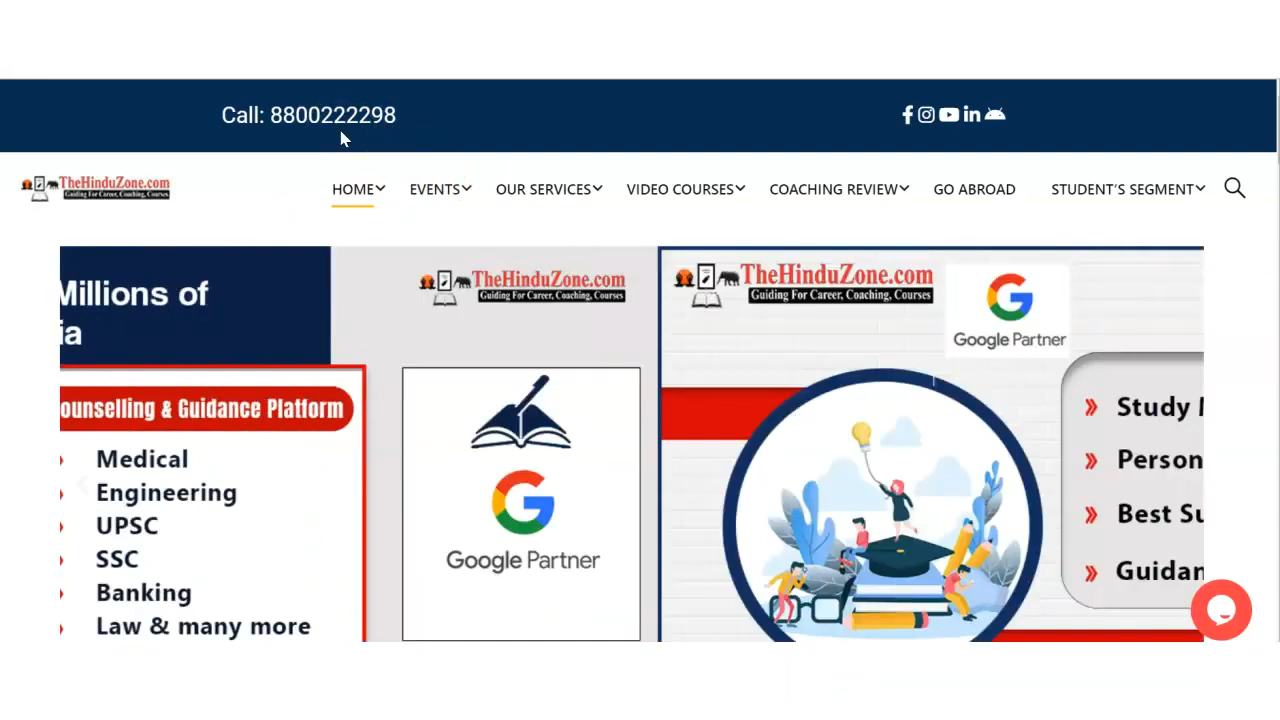 Call: 8800222298
TheHinduZone.com
Guiding For Career, Coaching, Courses
HOME EVENTS OUR SERVICES VIDEO COURSES COACHING REVIEW GO ABROAD STUDENT'S SEGMENT
Millions of
ia
ounselling & Guidance Platform
Medical
Engineering
UPSC
SSC
Banking
Law & many more
TheHinduZone.com
Guiding For Career, Coaching, Courses
Google Partner
TheHinduZone.com
Guiding For Career, Coaching, Courses
Google Partner
Study
Person
Best Su
Guidan